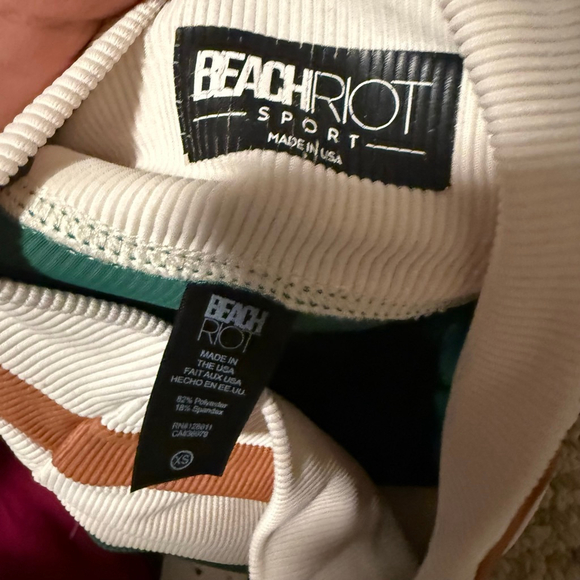 BEACHRIOT
SPORT
MADE IN USA
BEACH
RIOT
MADE IN
THE USA
FAIT AUX USA
HECHO EN EE.UU.
82% Polyester
18% Spandex
XS